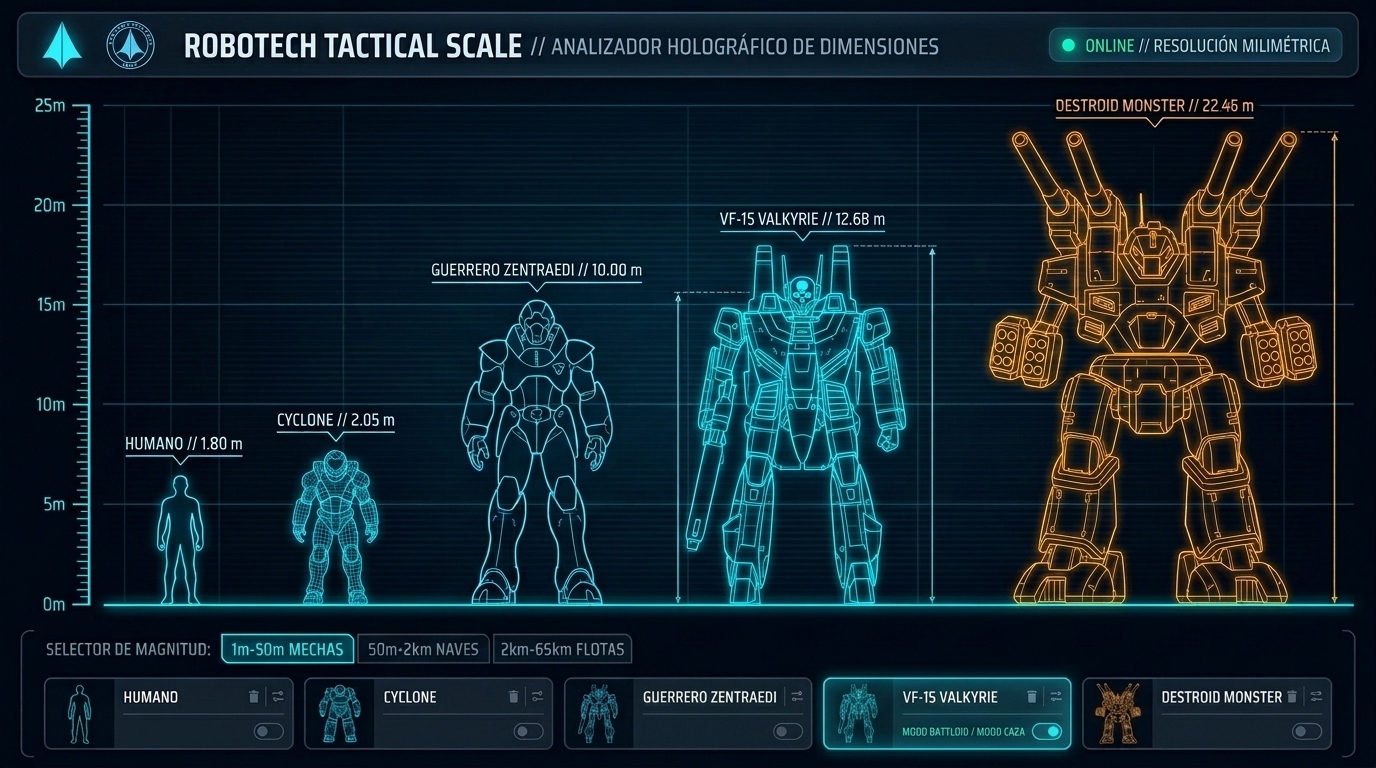 ROBOTECH TACTICAL SCALE // ANALIZADOR HOLOGRÁFICO DE DIMENSIONES
ONLINE // RESOLUCIÓN MILIMÉTRICA
25m
20m
15m
10m
5m
0m
HUMANO // 1.80 m
CYCLONE // 2.05 m
GUERRERO ZENTRAEDI // 10.00 m
VF-1S VALKYRIE // 12.68 m
DESTROID MONSTER // 22.46 m
SELECTOR DE MAGNITUD:
1m-50m MECHAS
50m-2km NAVES
2km-65km FLOTAS
HUMANO
CYCLONE
GUERRERO ZENTRAEDI
VF-1S VALKYRIE
MODO BATTLOID / MODO CAZA
DESTROID MONSTER